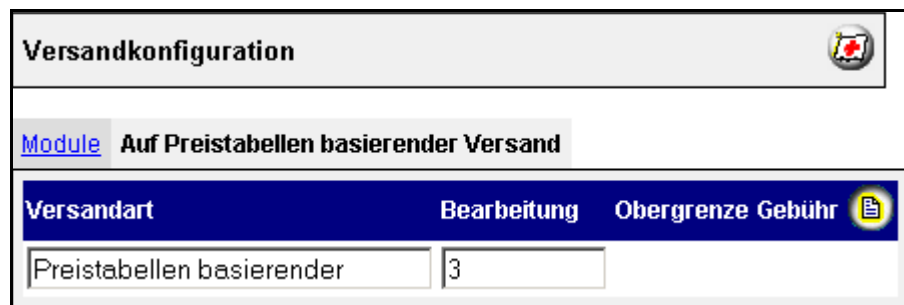 Versandkonfiguration
Module Auf Preistabellen basierender Versand
Versandart Bearbeitung Obergrenze Gebühr
Preistabellen basierender 3